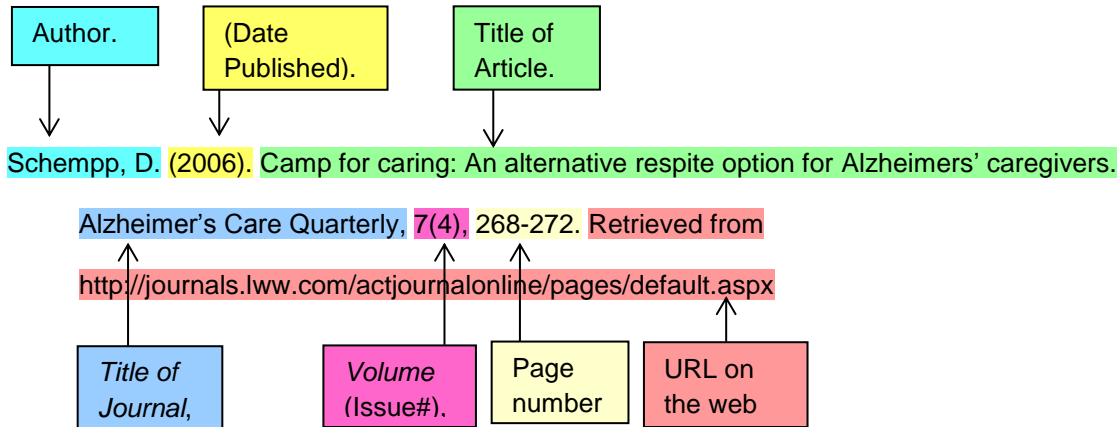 Author.
(Date
Published).
Title of
Article.
Schempp, D. (2006). Camp for caring: An alternative respite option for Alzheimers’ caregivers.
Alzheimer’s Care Quarterly, 7(4), 268-272. Retrieved from
http://journals.lww.com/actjournalonline/pages/default.aspx
Title of
Journal,
Volume
(Issue#),
Page
number
URL on
the web